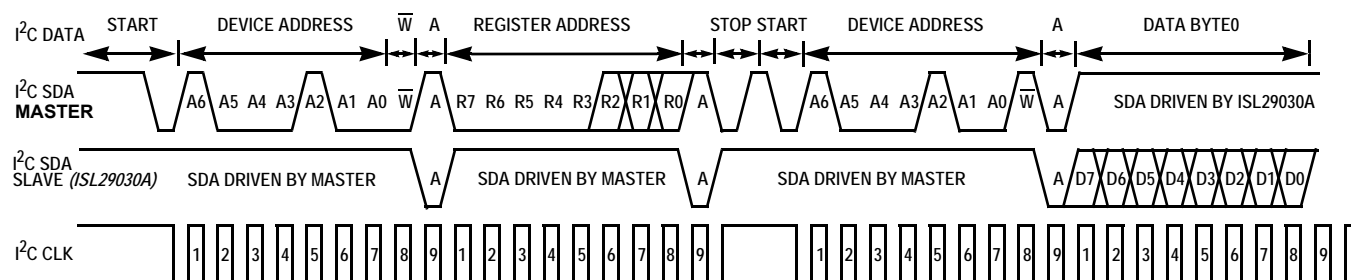 I²C DATA START DEVICE ADDRESS W̅ A REGISTER ADDRESS STOP START DEVICE ADDRESS A DATA BYTE0
I²C SDA MASTER A6 A5 A4 A3 A2 A1 A0 W̅ A R7 R6 R5 R4 R3 R2 R1 R0 A A6 A5 A4 A3 A2 A1 A0 W̅ A SDA DRIVEN BY ISL29030A
I²C SDA
SLAVE (ISL29030A) SDA DRIVEN BY MASTER A SDA DRIVEN BY MASTER A SDA DRIVEN BY MASTER A D7 D6 D5 D4 D3 D2 D1 D0
I²C CLK 1 2 3 4 5 6 7 8 9 1 2 3 4 5 6 7 8 9 1 2 3 4 5 6 7 8 9 1 2 3 4 5 6 7 8 9